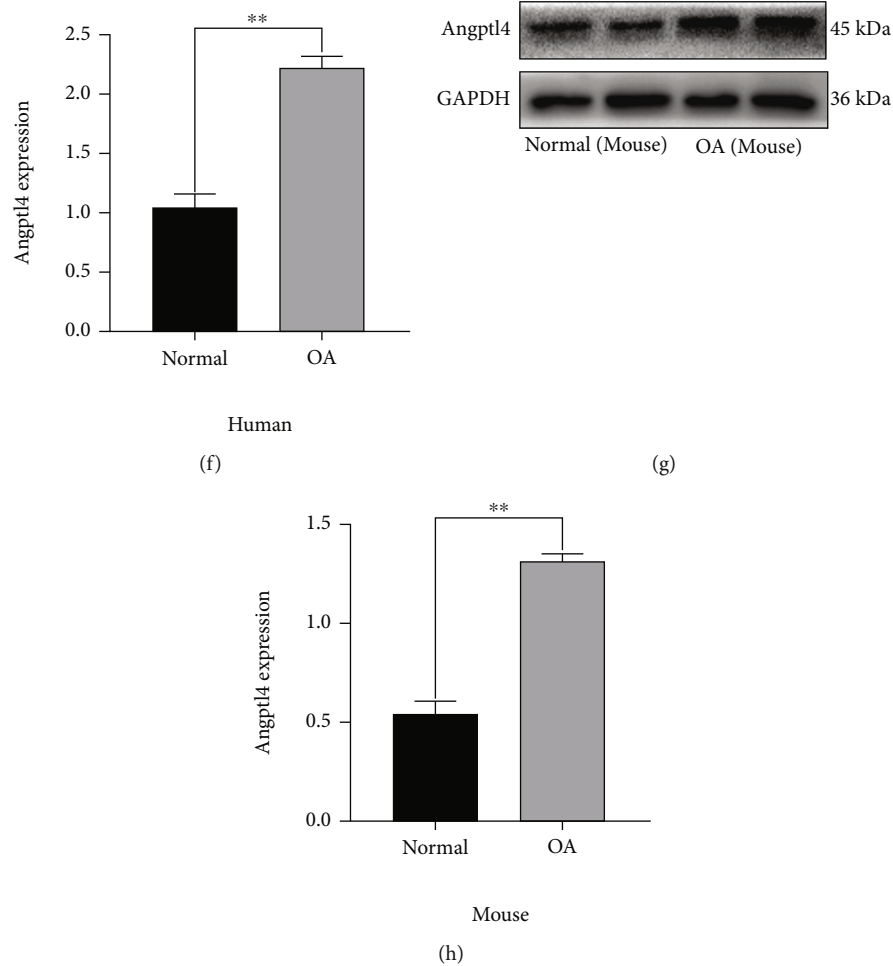 **
2.5
2.0
1.5
1.0
0.5
0.0
Angptl4 expression
Normal OA
Human
(f)
Angptl4 45 kDa
GAPDH 36 kDa
Normal (Mouse) OA (Mouse)
(g)
**
1.5
1.0
0.5
0.0
Angptl4 expression
Normal OA
Mouse
(h)